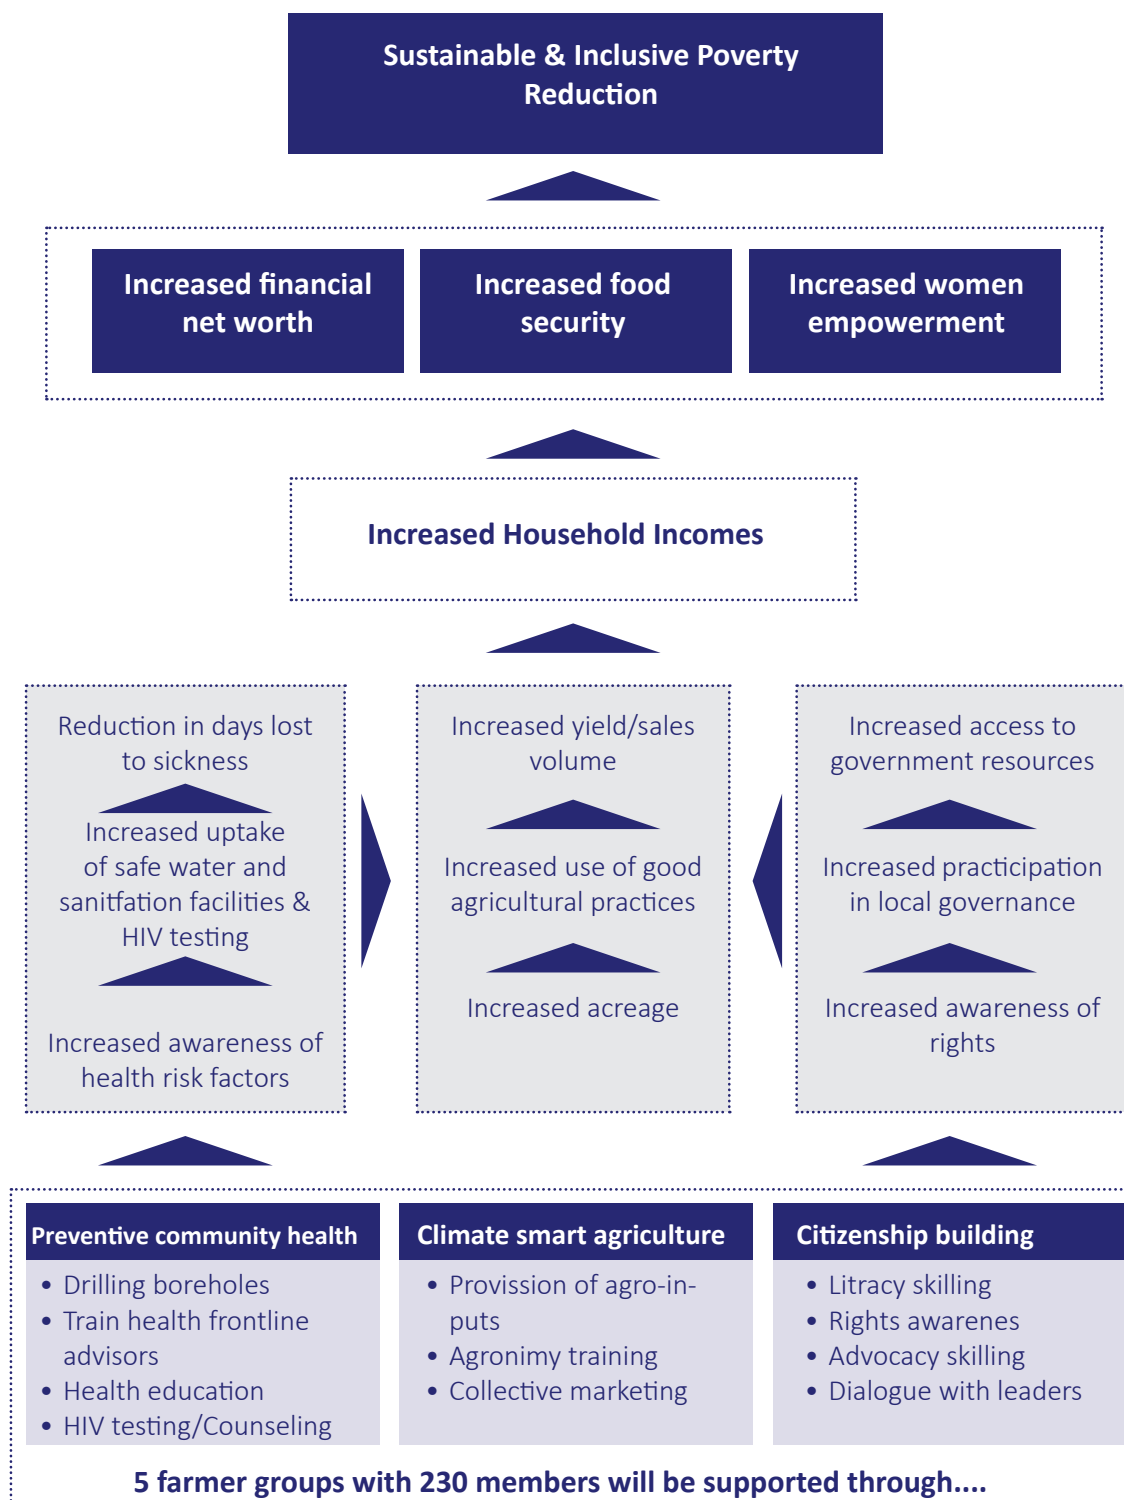 Sustainable & Inclusive Poverty
Reduction
Increased financial
net worth
Increased food
security
Increased women
empowerment
Increased Household Incomes
Reduction in days lost
to sickness
Increased uptake
of safe water and
sanitfation facilities &
HIV testing
Increased awareness of
health risk factors
Increased yield/sales
volume
Increased use of good
agricultural practices
Increased acreage
Increased access to
government resources
Increased practicipation
in local governance
Increased awareness of
rights
Preventive community health
• Drilling boreholes
• Train health frontline
advisors
• Health education
• HIV testing/Counseling
Climate smart agriculture
• Provission of agro-in-
puts
• Agronimy training
• Collective marketing
Citizenship building
• Litracy skilling
• Rights awarenes
• Advocacy skilling
• Dialogue with leaders
5 farmer groups with 230 members will be supported through....